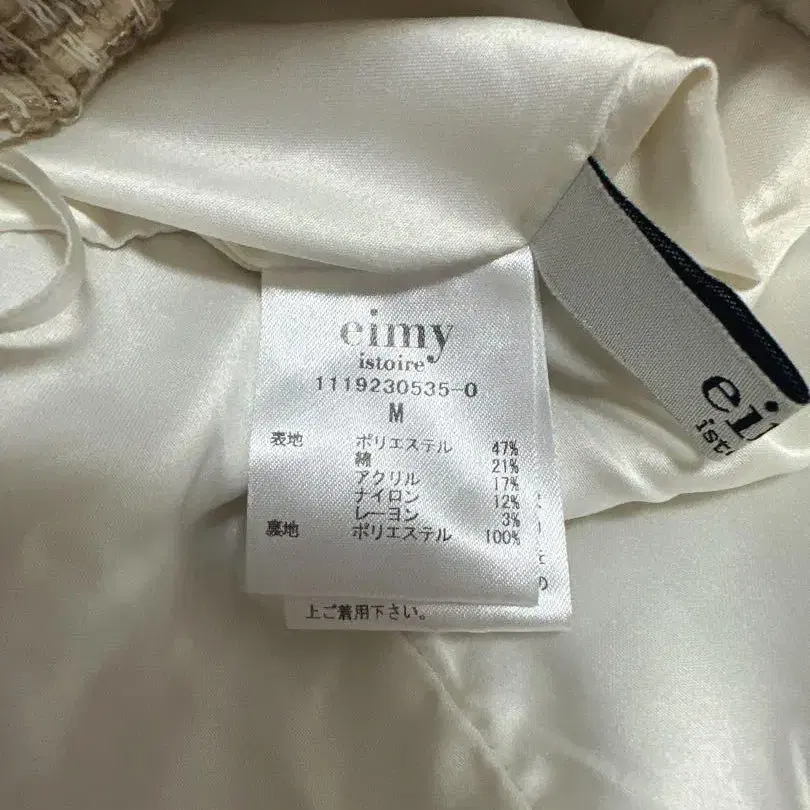 eimy
istoire
1119230535-0
M
表地 ポリエステル 47%
綿 21%
アクリル 17%
ナイロン 12%
レーヨン 3%
裏地 ポリエステル 100%
上ご着用下さい。